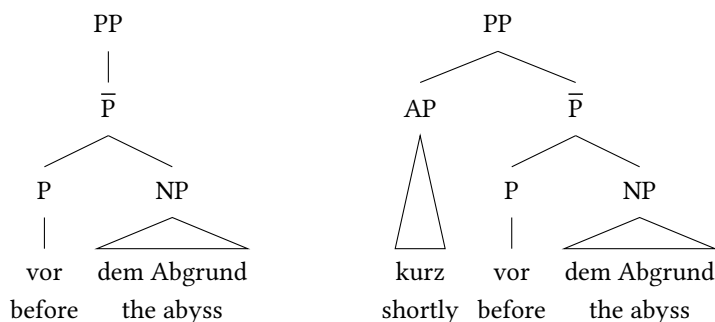 PP PP
P̅ AP P̅
P NP P NP
vor dem Abgrund kurz vor dem Abgrund
before the abyss shortly before the abyss